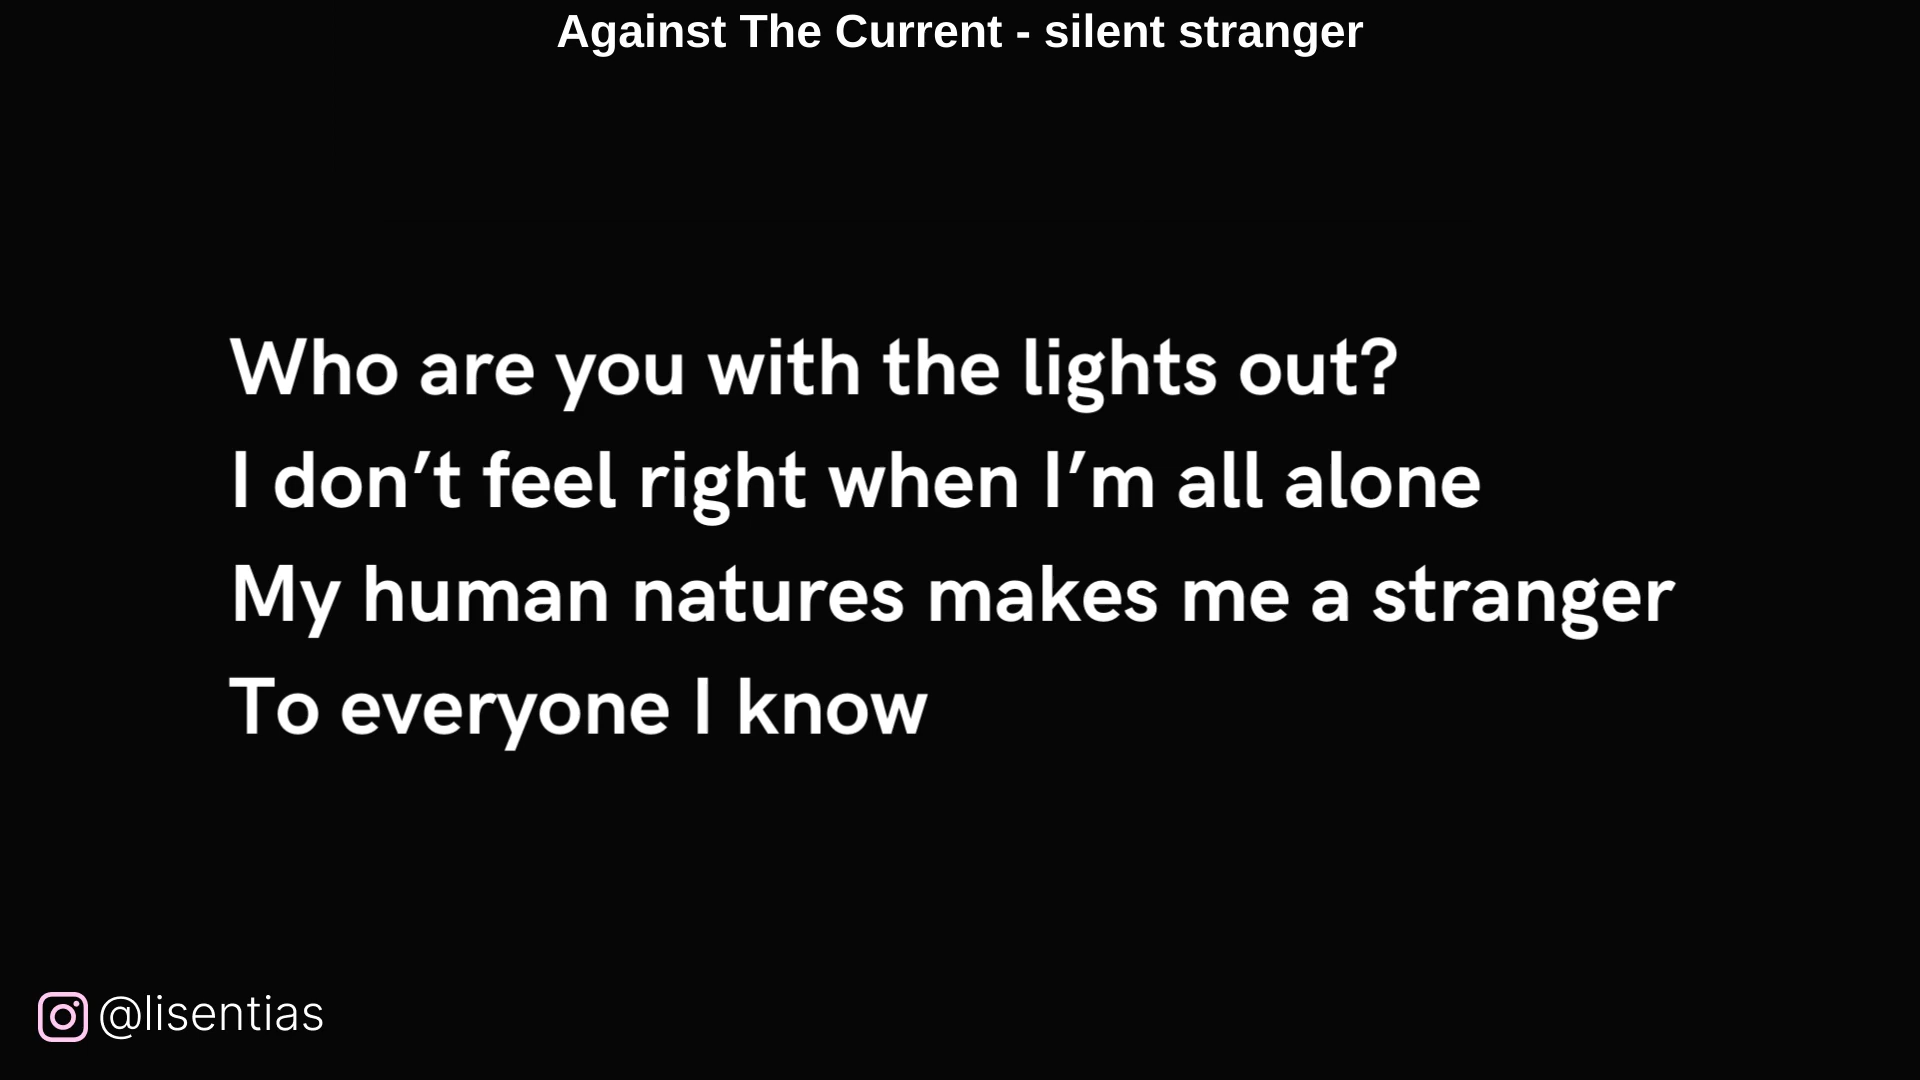 Against The Current - silent stranger
Who are you with the lights out?
I don’t feel right when I’m all alone
My human natures makes me a stranger
To everyone I know
@lisentias